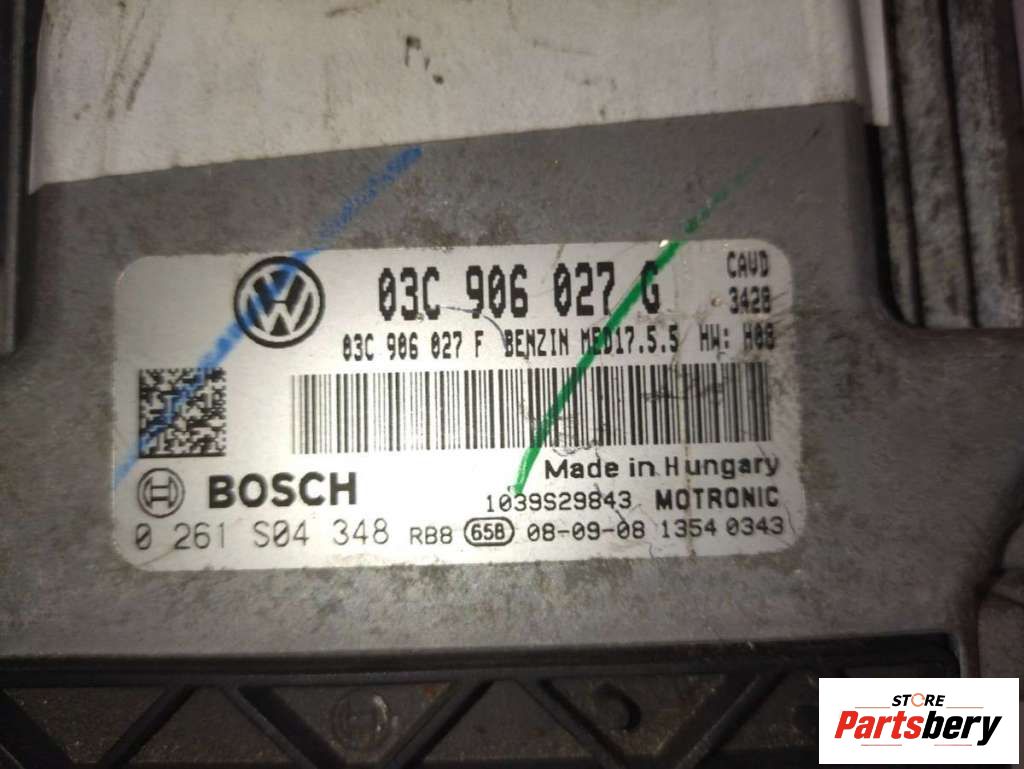 03C 906 027 G CAVD
3428
03C 906 027 F BENZIN MED17.5.5 HW: H08
BOSCH
Made in Hungary
1039S29843 MOTRONIC
0 261 S04 348 RB8 65B 08-09-08 1354 0343
STORE
Partsbery